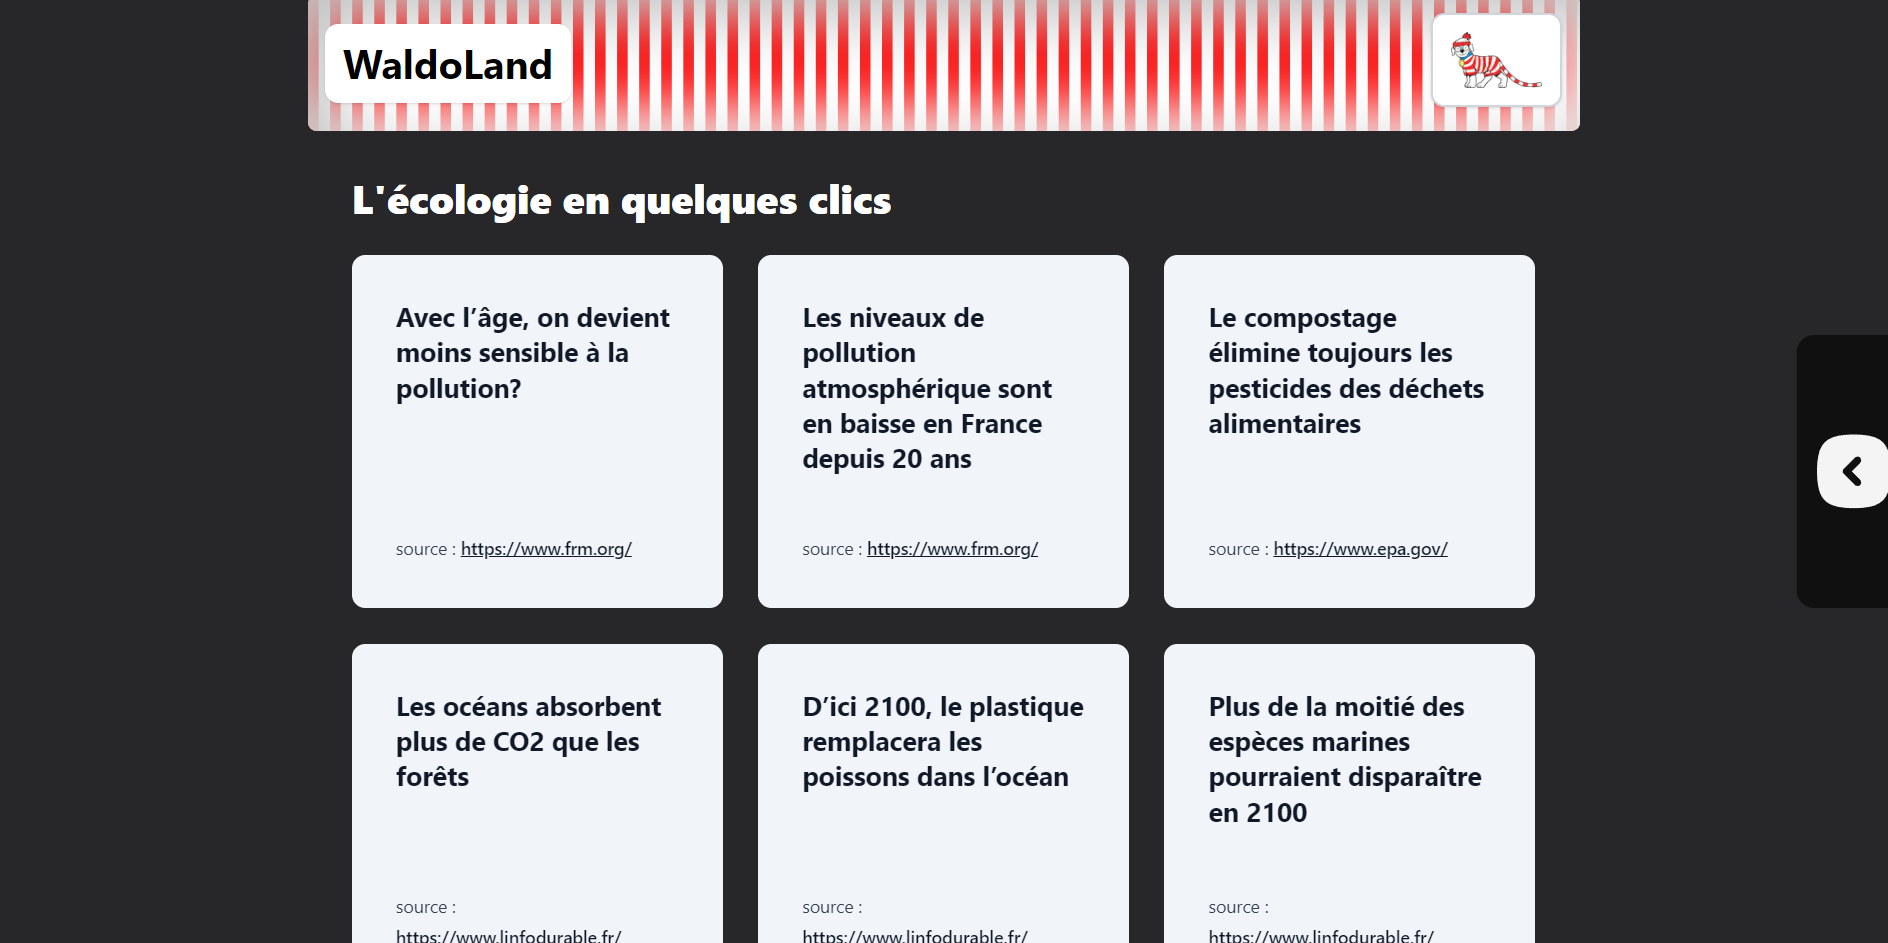 WaldoLand
L'écologie en quelques clics
Avec l’âge, on devient
moins sensible à la
pollution?
source : https://www.frm.org/
Les niveaux de
pollution
atmosphérique sont
en baisse en France
depuis 20 ans
source : https://www.frm.org/
Le compostage
élimine toujours les
pesticides des déchets
alimentaires
source : https://www.epa.gov/
Les océans absorbent
plus de CO2 que les
forêts
source :
https://www.linfodurable.fr/
D’ici 2100, le plastique
remplacera les
poissons dans l’océan
source :
https://www.linfodurable.fr/
Plus de la moitié des
espèces marines
pourraient disparaître
en 2100
source :
https://www.linfodurable.fr/